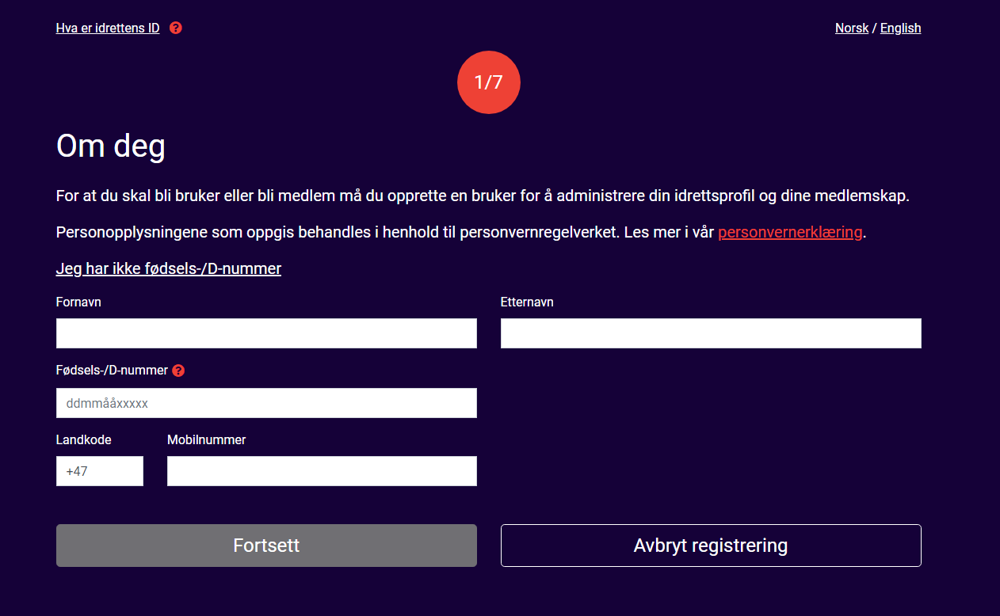 Hva er idrettens ID ?
Norsk / English
1/7
Om deg
For at du skal bli bruker eller bli medlem må du opprette en bruker for å administrere din idrettsprofil og dine medlemskap.
Personopplysningene som oppgis behandles i henhold til personvernregelverket. Les mer i vår personvernerklæring.
Jeg har ikke fødsels-/D-nummer
Fornavn
Etternavn
Fødsels-/D-nummer ?
ddmmååxxxxx
Landkode
Mobilnummer
+47
Fortsett
Avbryt registrering